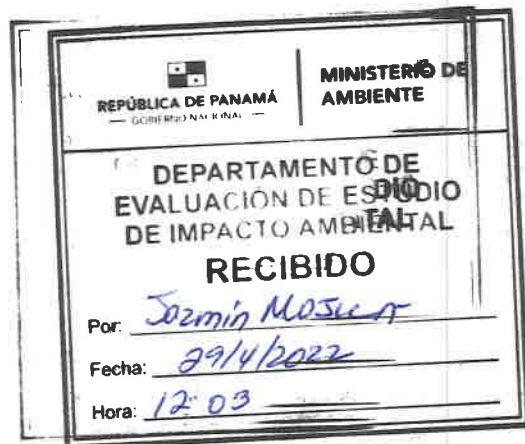 REPÚBLICA DE PANAMÁ
— GOBIERNO NACIONAL —
MINISTERIO DE
AMBIENTE
DEPARTAMENTO DE
EVALUACIÓN DE ESTUDIO
DE IMPACTO AMBIENTAL
RECIBIDO
Por: Jazmín
Fecha: 29/4/2022
Hora: 12:03